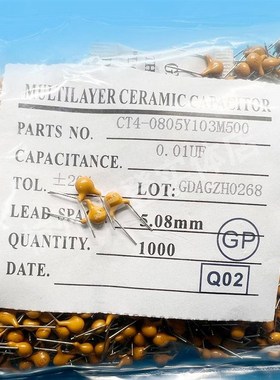 MULTILAYER CERAMIC CAPACITOR
PARTS NO. CT4-0805Y103M500
CAPACITANCE. 0.01UF
TOL. LOT: GDAGZH0268
LEAD 5.08mm
QUANTITY. 1000
GP
DATE.
Q02